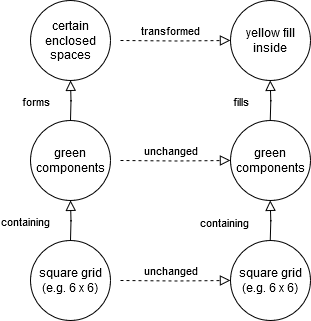 certain
enclosed
spaces
transformed
yellow fill
inside
forms
fills
green
components
unchanged
green
components
containing
containing
square grid
(e.g. 6 x 6)
unchanged
square grid
(e.g. 6 x 6)